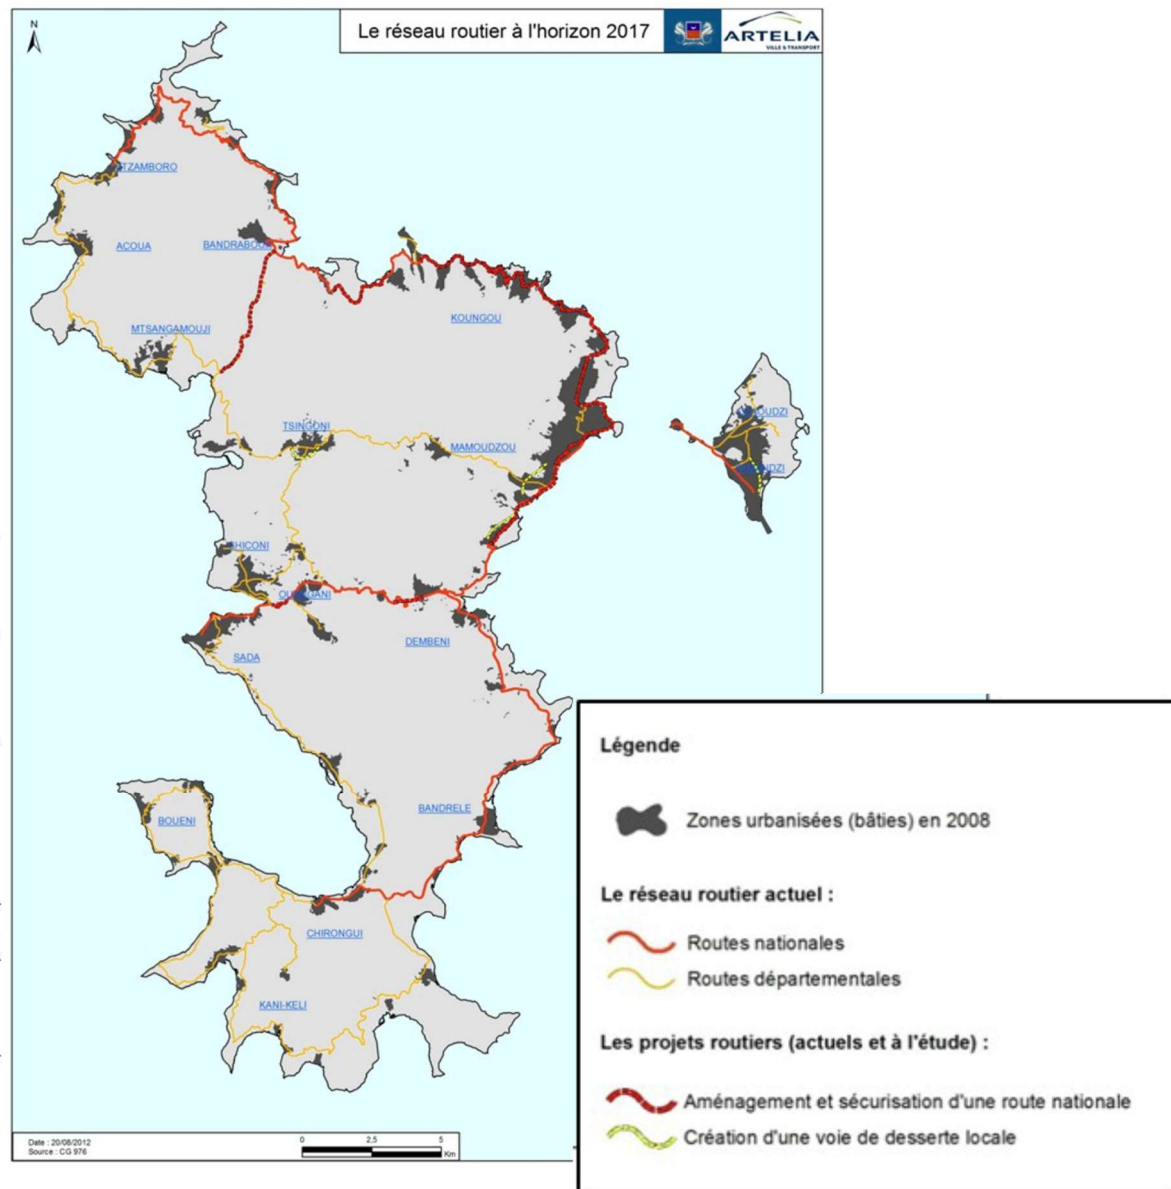 N
Le réseau routier à l'horizon 2017
ARTELIA
VILLE & TRANSPORT
MTZAMBORO
ACOUA
BANDRABOUA
MTSANGAMOUJI
KOUNGOU
TSINGONI
MAMOUDZOU
CHICONI
OUANGANI
DEMBENI
SADA
BANDRELE
BOUENI
CHIRONGUI
KANI-KELI
Date : 20/08/2012
Source : CG 976
0 2,5 5
Km
Légende
Zones urbanisées (bâties) en 2008
Le réseau routier actuel :
Routes nationales
Routes départementales
Les projets routiers (actuels et à l'étude) :
Aménagement et sécurisation d'une route nationale
Création d'une voie de desserte locale